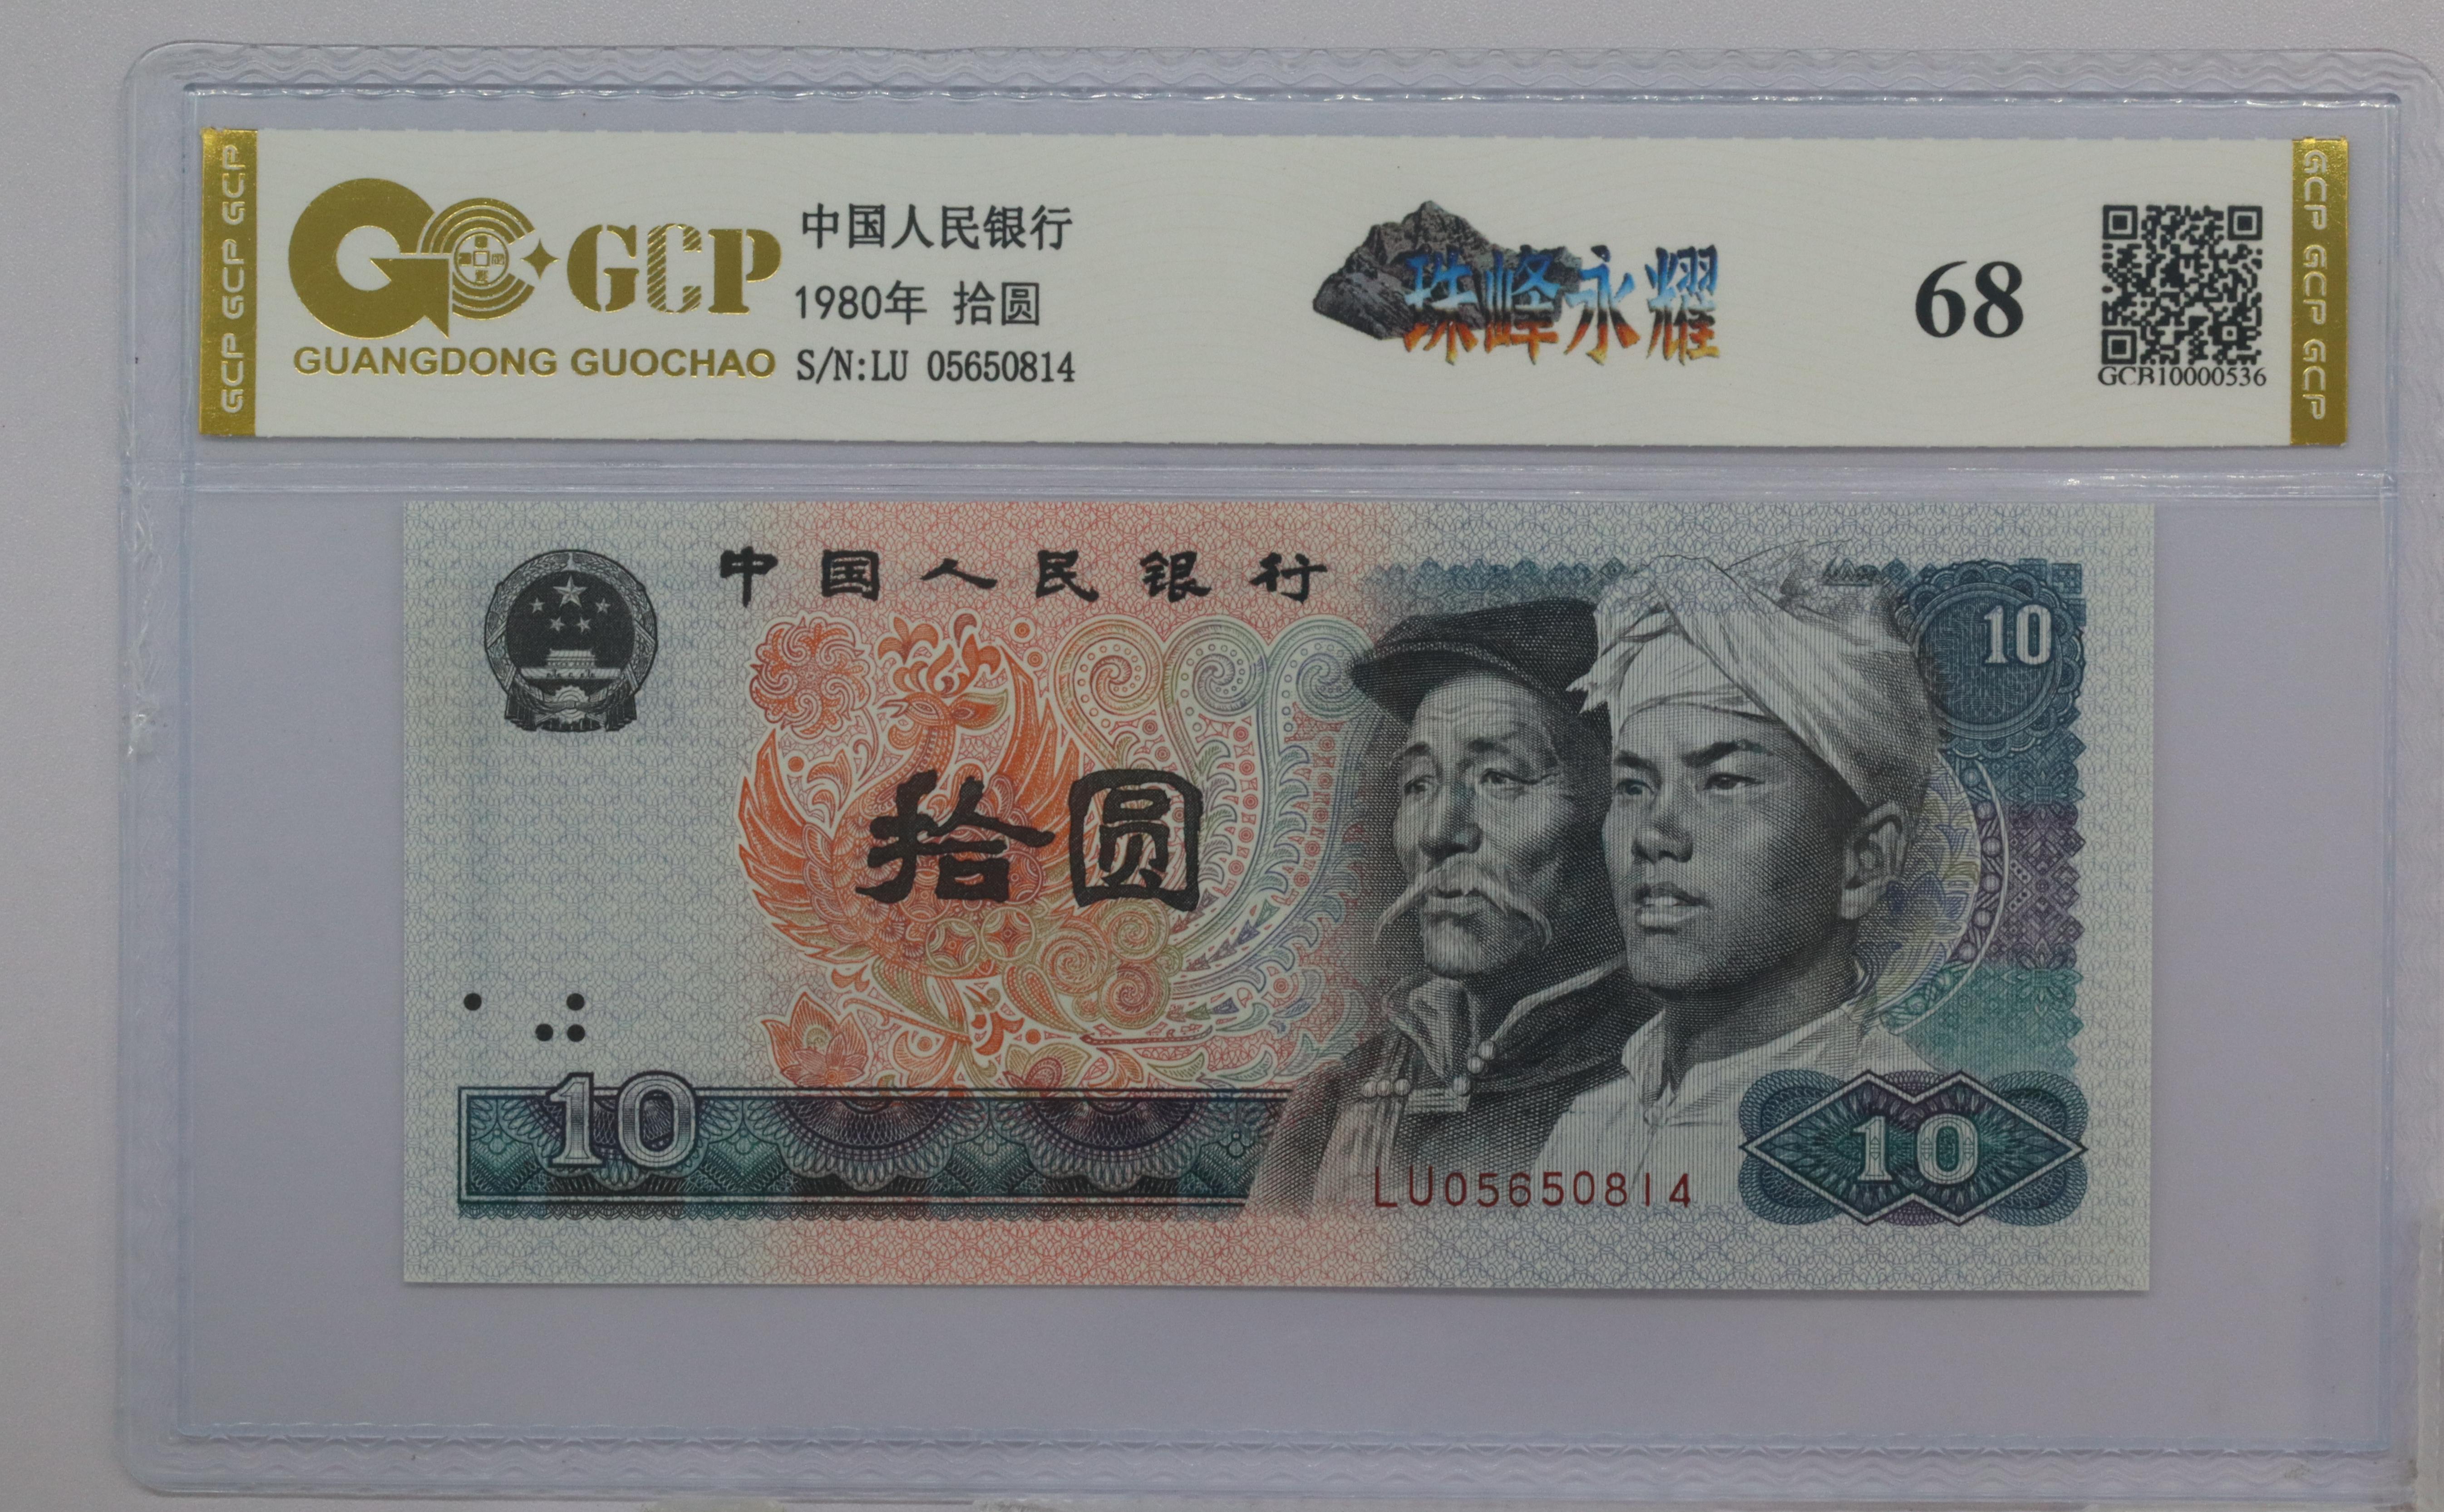 GCP GCP GCP
GCP
GUANGDONG GUOCHAO
中国人民银行
1980年 拾圆
S/N:LU 05650814
珠峰永耀
68
GCB10000536
GCP GCP GCP
中国人民银行
10
拾圆
10
10
LU05650814